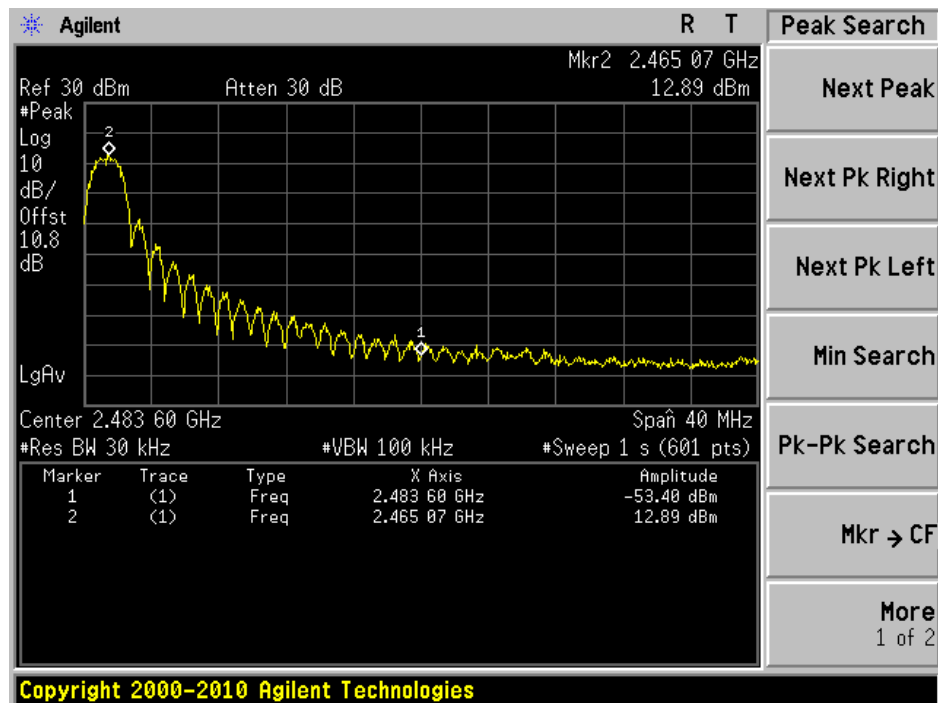 Agilent R T
Mkr2 2.465 07 GHz
Ref 30 dBm Atten 30 dB 12.89 dBm
#Peak
Log
10
dB/
Offst
10.8
dB
LgAv
2
1
Center 2.483 60 GHz Span 40 MHz
#Res BW 30 kHz #VBW 100 kHz #Sweep 1 s (601 pts)
Marker Trace Type X Axis Amplitude
1 (1) Freq 2.483 60 GHz -53.40 dBm
2 (1) Freq 2.465 07 GHz 12.89 dBm
Copyright 2000-2010 Agilent Technologies
Peak Search
Next Peak
Next Pk Right
Next Pk Left
Min Search
Pk-Pk Search
Mkr → CF
More
1 of 2